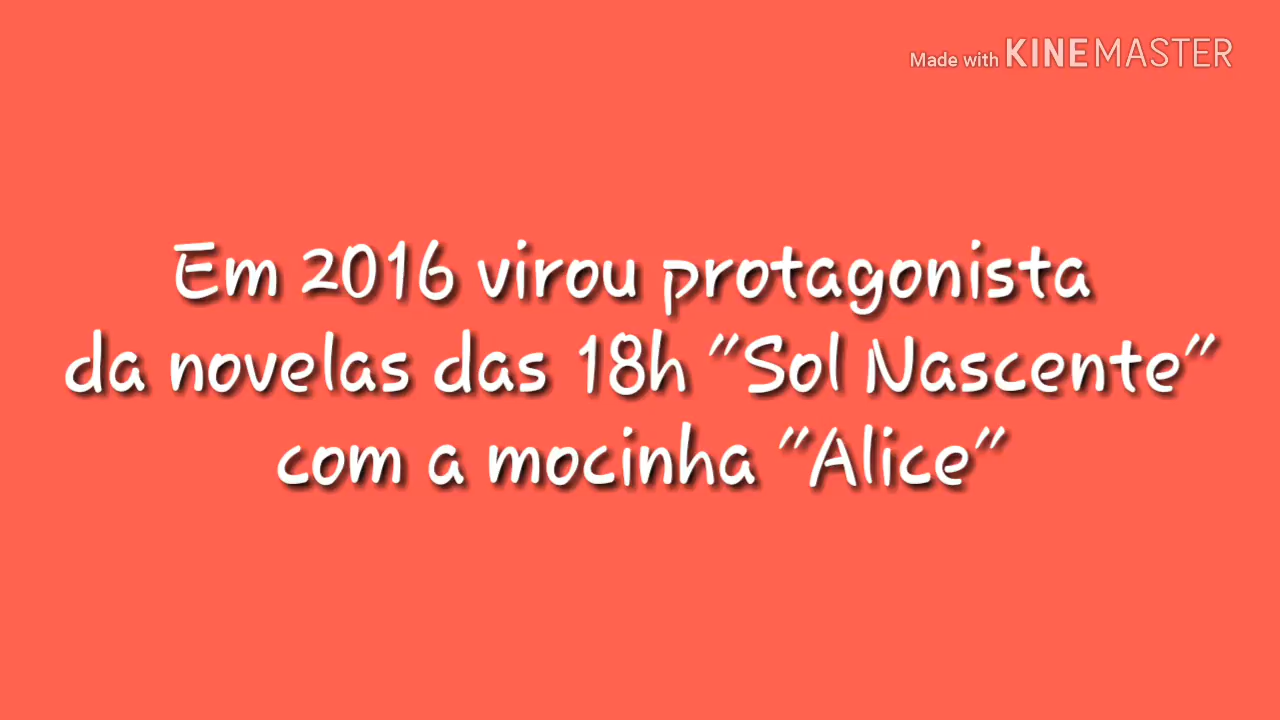 Made with KINEMASTER
Em 2016 virou protagonista
da novelas das 18h "Sol Nascente"
com a mocinha "Alice"